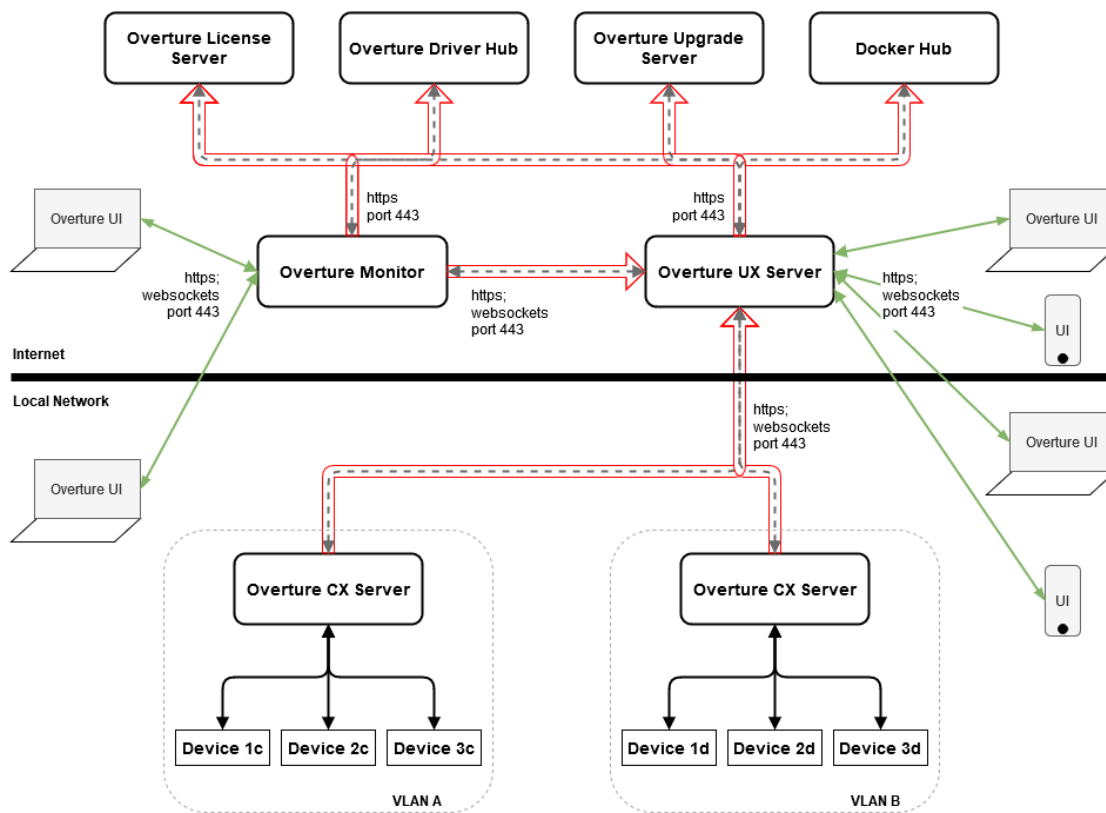 Overture License
Server
Overture Driver Hub
Overture Upgrade
Server
Docker Hub
https
port 443
https
port 443
Overture UI
Overture UI
https;
websockets
port 443
Overture Monitor
https;
websockets
port 443
Overture UX Server
https;
websockets
port 443
UI
Internet
Local Network
https;
websockets
port 443
Overture UI
Overture UI
Overture CX Server
Overture CX Server
UI
Device 1c
Device 2c
Device 3c
Device 1d
Device 2d
Device 3d
VLAN A
VLAN B